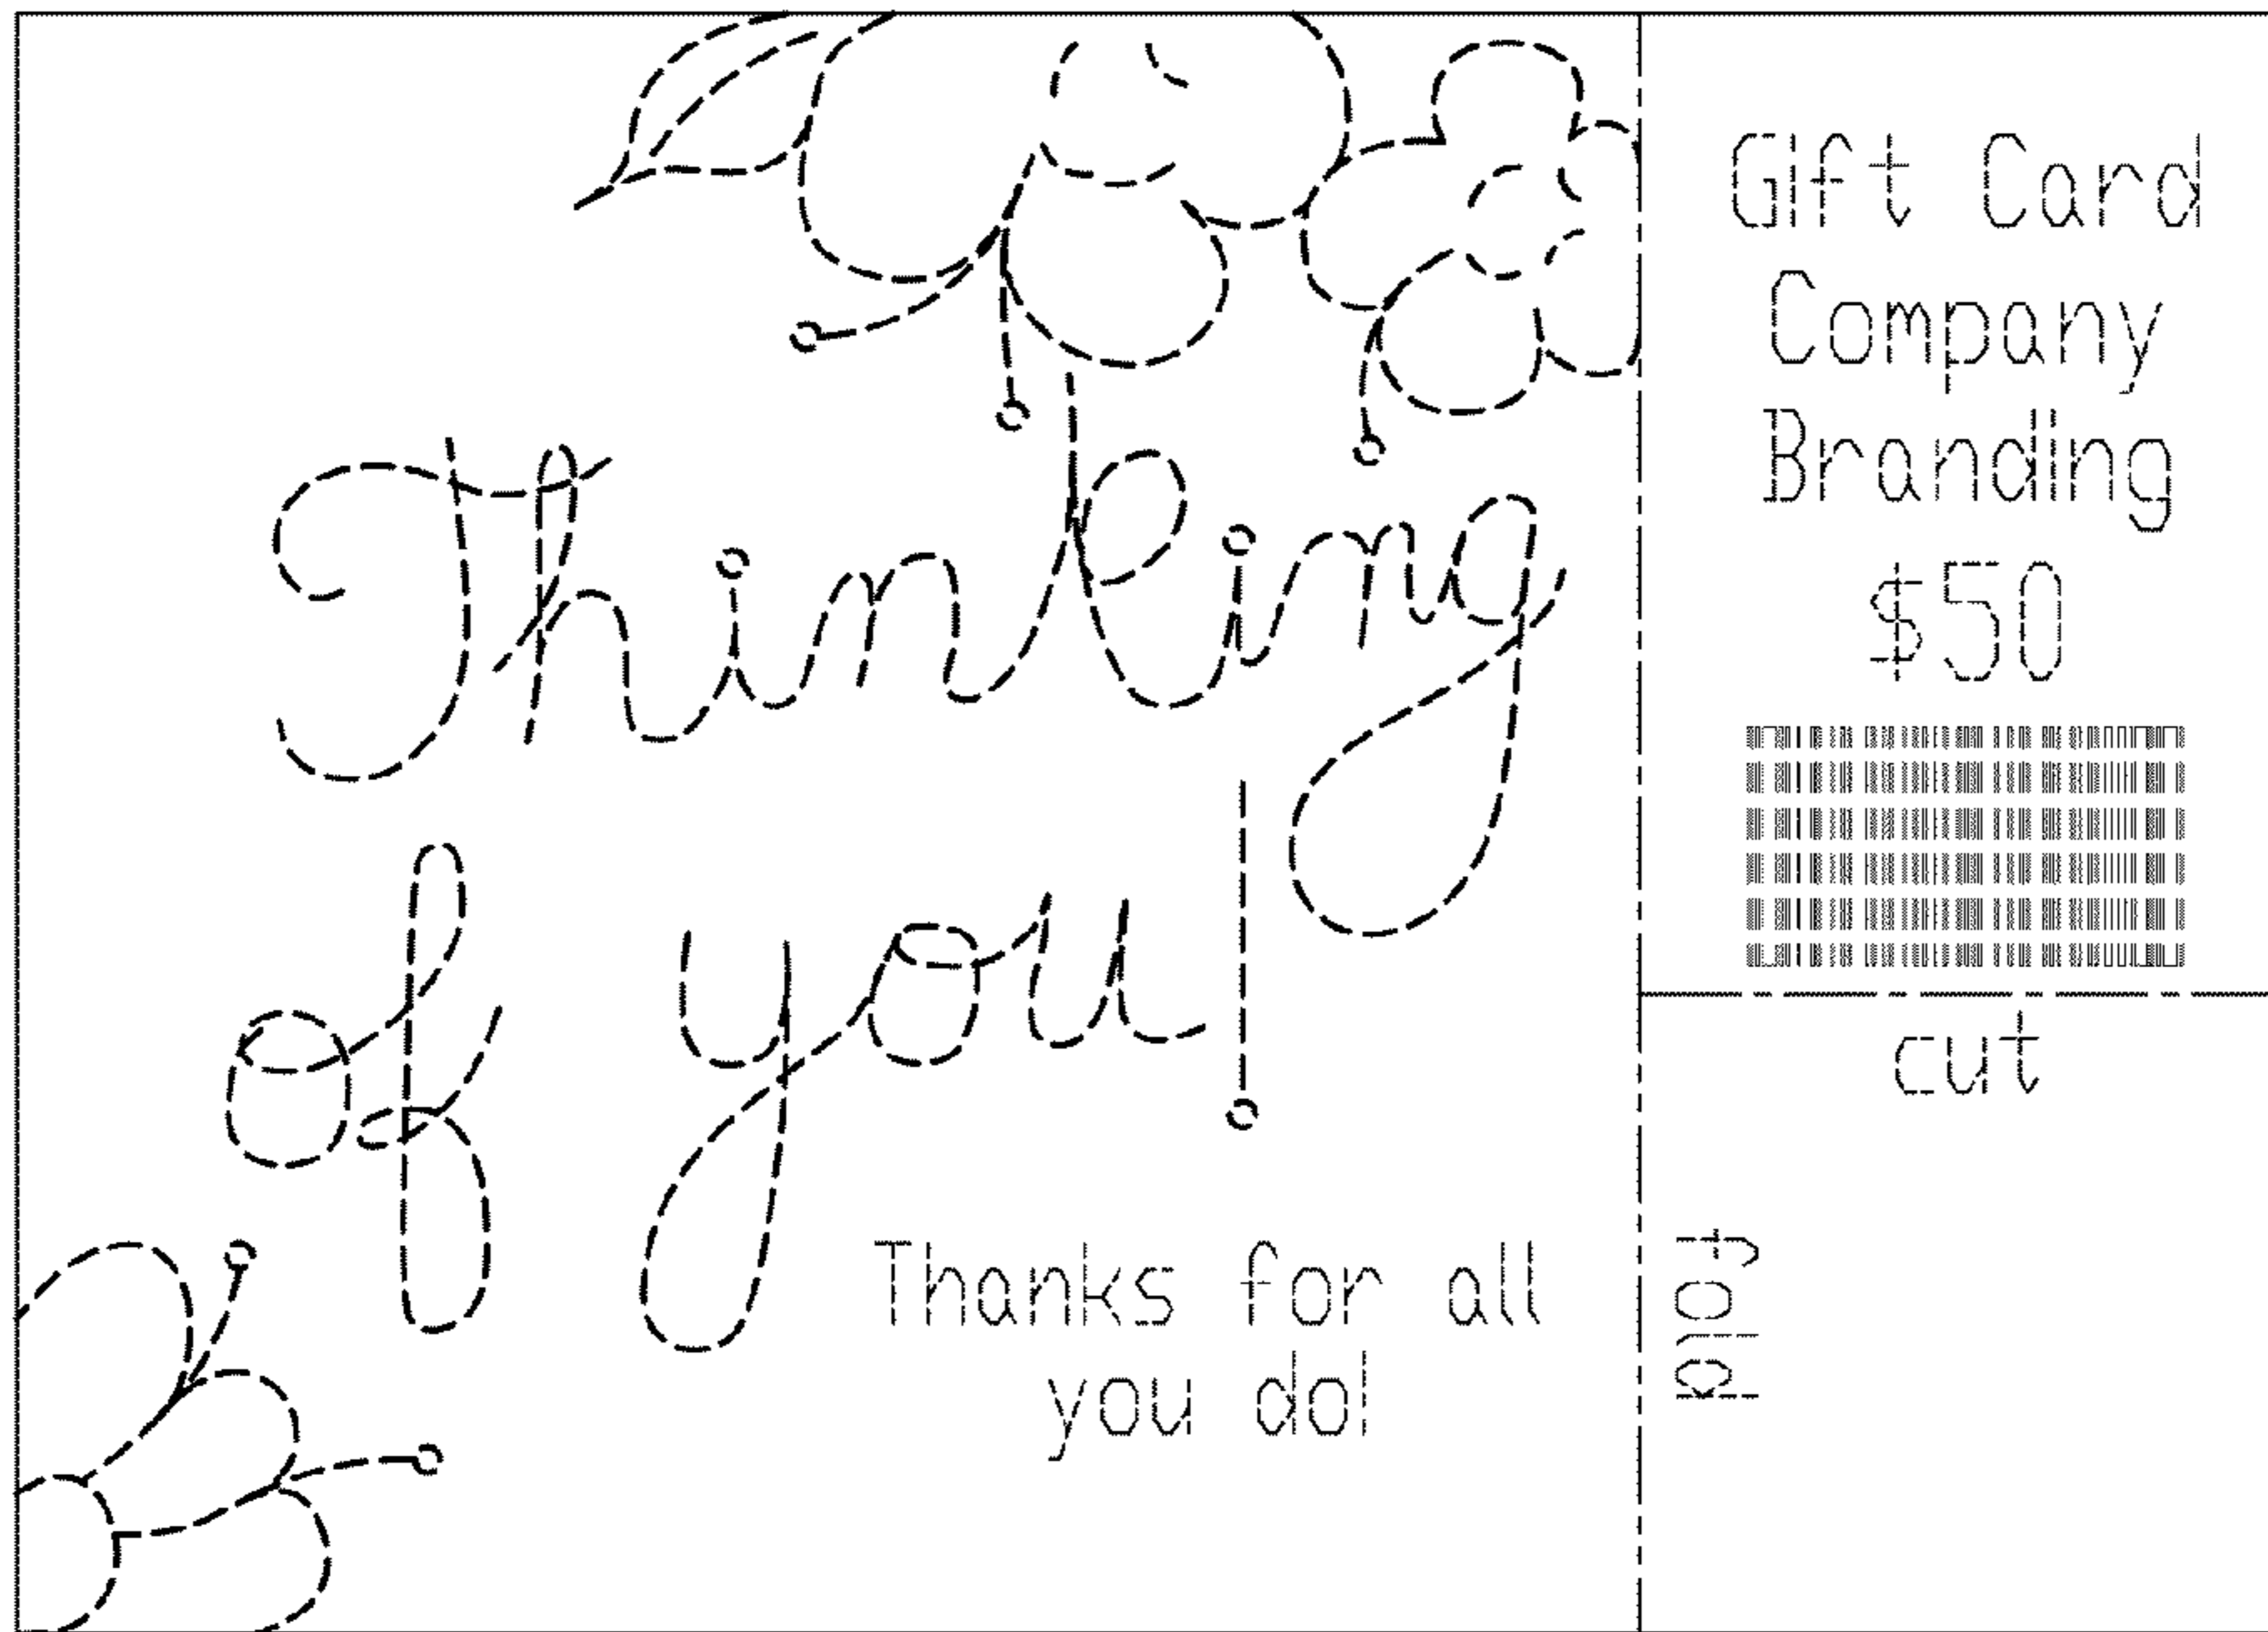 Thinking
of you!
Thanks for all
you do!
Gift Card
Company
Branding
$50
cut
fold